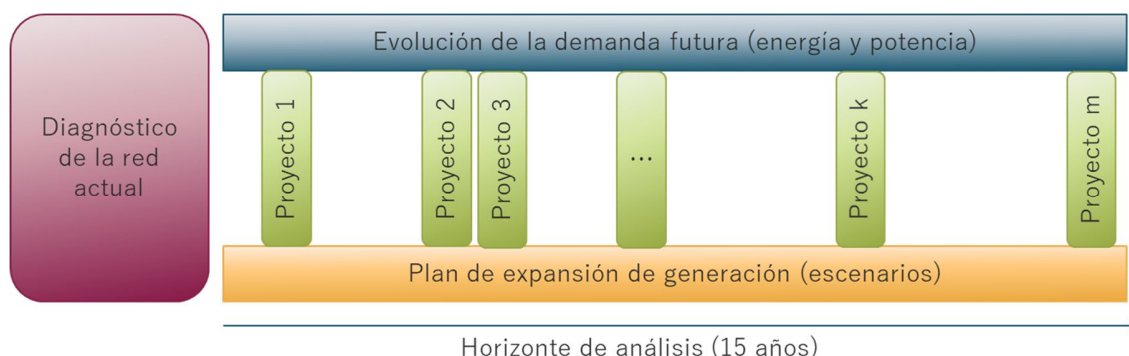 Diagnóstico
de la red
actual
Evolución de la demanda futura (energía y potencia)
Proyecto 1
Proyecto 2
Proyecto 3
...
Proyecto k
Proyecto m
Plan de expansión de generación (escenarios)
Horizonte de análisis (15 años)